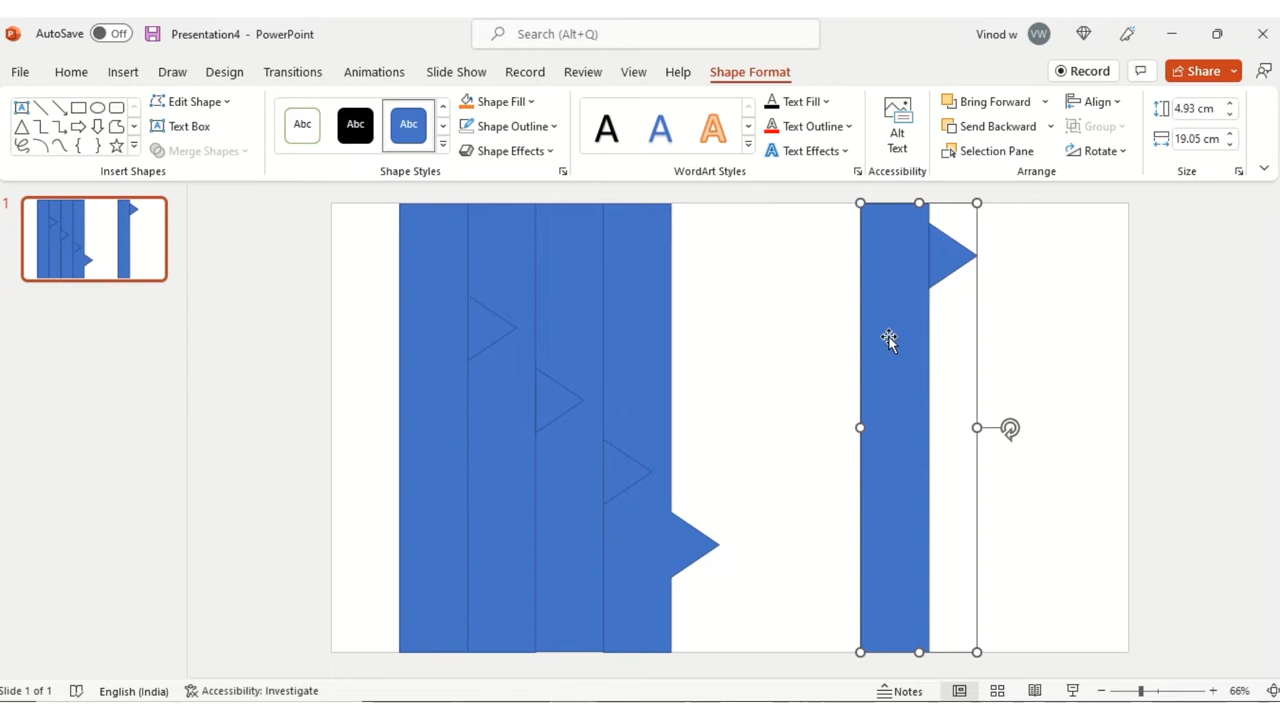 AutoSave Off Presentation4 - PowerPoint Search (Alt+Q) Vinod w VW
File Home Insert Draw Design Transitions Animations Slide Show Record Review View Help Shape Format Record Share
Edit Shape Abc Abc Abc Shape Fill A A A Text Fill Alt Text Bring Forward Align 4.93 cm
Text Box Shape Outline Text Outline Send Backward Group 19.05 cm
Merge Shapes Shape Effects Text Effects Selection Pane Rotate
Insert Shapes Shape Styles WordArt Styles Accessibility Arrange Size
1
Slide 1 of 1 English (India) Accessibility: Investigate Notes 66%